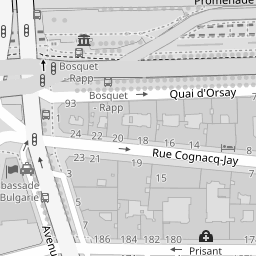 Promenade
Bosquet
- Rapp
Quai d'Orsay
93
Bosquet
- Rapp
24
22
20
18
16
14
Rue Cognacq-Jay
23
21
19
15
15
bassade
Bulgarie
Avenu
186
184
182
180
Prisant